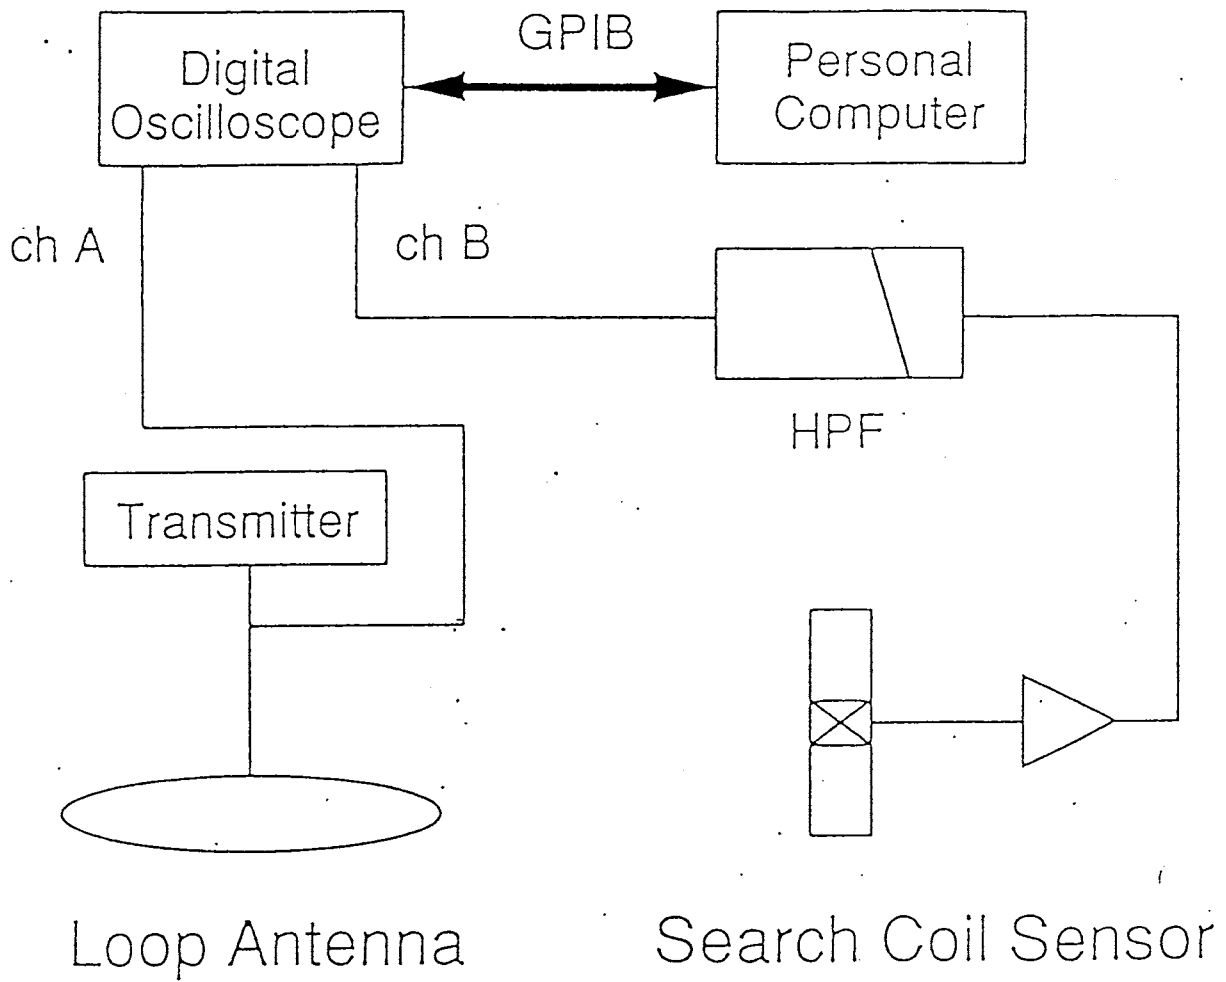 GPIB
Digital
Oscilloscope
Personal
Computer
ch A
ch B
HPF
Transmitter
Loop Antenna
Search Coil Sensor